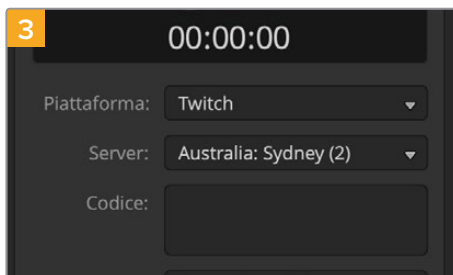 3
00:00:00
Piattaforma: Twitch
Server: Australia: Sydney (2)
Codice: